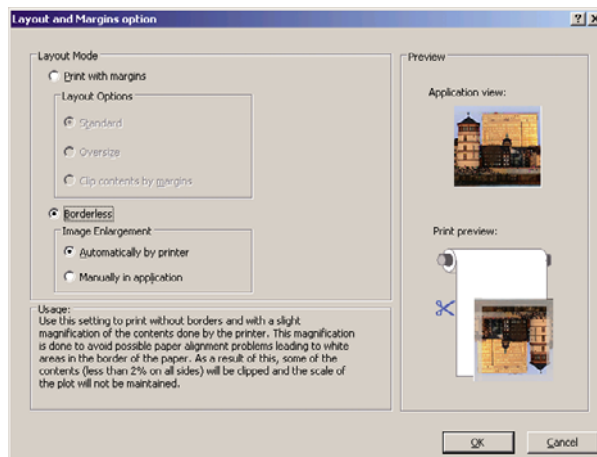 Layout and Margins option
Layout Mode
Print with margins
Layout Options
Standard
Oversize
Clip contents by margins
Borderless
Image Enlargement
Automatically by printer
Manually in application
Usage:
Use this setting to print without borders and with a slight
magnification of the contents done by the printer. This magnification
is done to avoid possible paper alignment problems leading to white
areas in the border of the paper. As a result of this, some of the
contents (less than 2% on all sides) will be clipped and the scale of
the plot will not be maintained.
Preview
Application view:
Print preview:
OK
Cancel